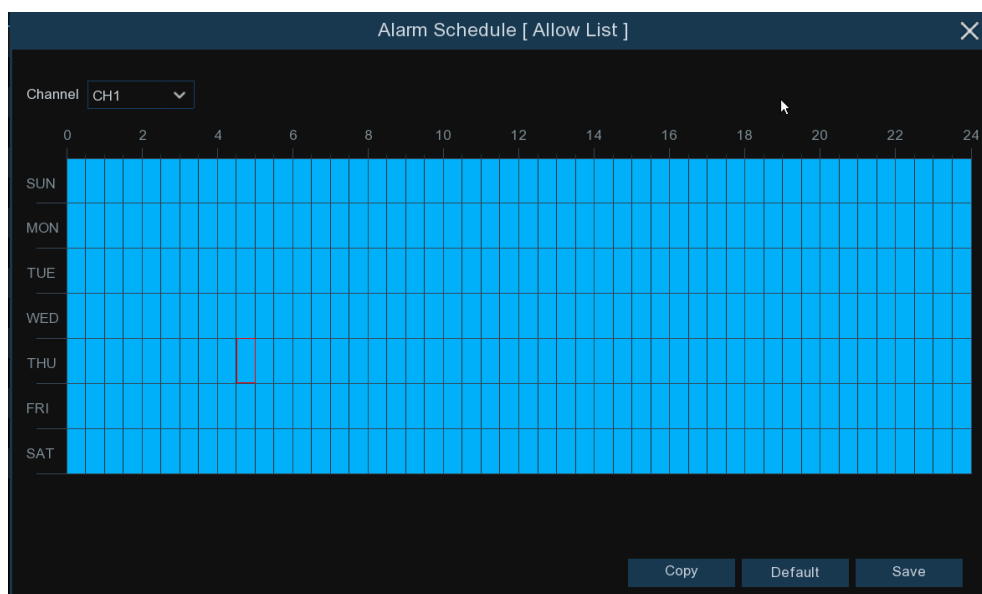 Alarm Schedule [ Allow List ]
Channel CH1
0 2 4 6 8 10 12 14 16 18 20 22 24
SUN
MON
TUE
WED
THU
FRI
SAT
Copy Default Save